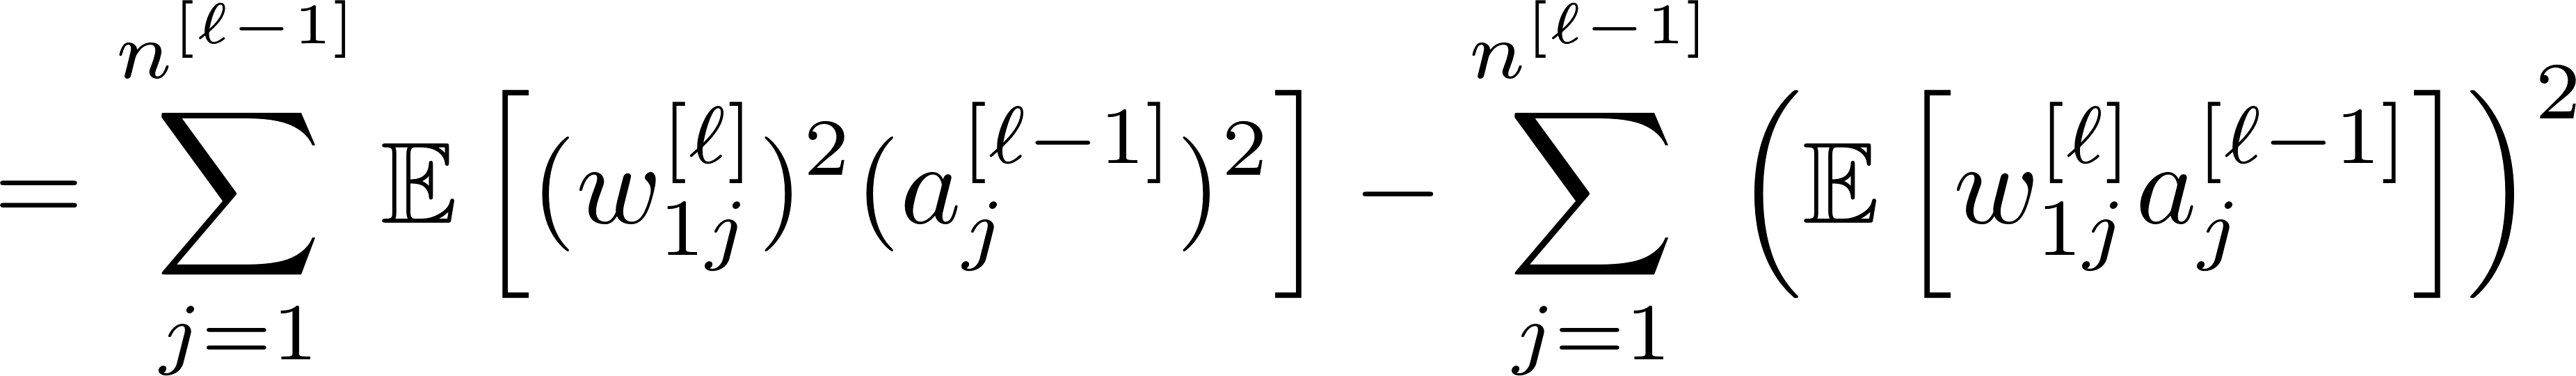 $= \sum_{j=1}^{n^{[\ell-1]}} \mathbb{E}\left[(w_{1j}^{[\ell]})^2 (a_j^{[\ell-1]})^2\right] - \sum_{j=1}^{n^{[\ell-1]}} \left(\mathbb{E}\left[w_{1j}^{[\ell]} a_j^{[\ell-1]}\right]\right)^2$